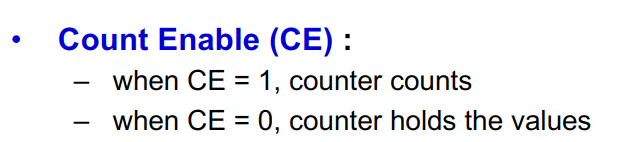 • Count Enable (CE) :
– when CE = 1, counter counts
– when CE = 0, counter holds the values